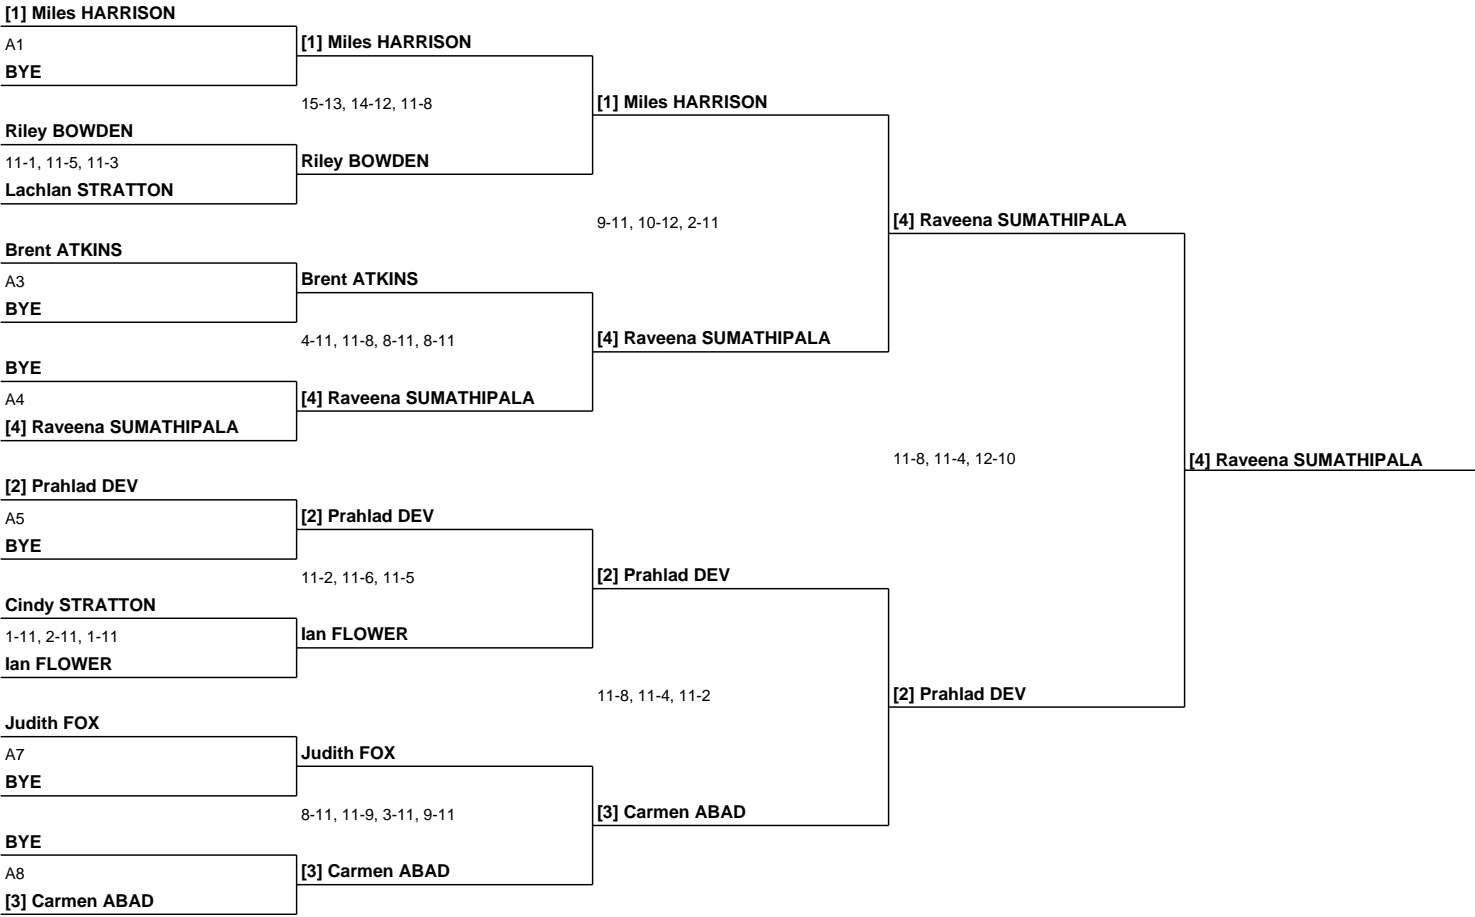 [1] Miles HARRISON
A1
BYE
Riley BOWDEN
11-1, 11-5, 11-3
Lachlan STRATTON
Brent ATKINS
A3
BYE
BYE
A4
[4] Raveena SUMATHIPALA
[2] Prahlad DEV
A5
BYE
Cindy STRATTON
1-11, 2-11, 1-11
Ian FLOWER
Judith FOX
A7
BYE
BYE
A8
[3] Carmen ABAD
[1] Miles HARRISON
15-13, 14-12, 11-8
Riley BOWDEN
Brent ATKINS
4-11, 11-8, 8-11, 8-11
[4] Raveena SUMATHIPALA
[2] Prahlad DEV
11-2, 11-6, 11-5
Ian FLOWER
Judith FOX
8-11, 11-9, 3-11, 9-11
[3] Carmen ABAD
[1] Miles HARRISON
9-11, 10-12, 2-11
[4] Raveena SUMATHIPALA
[2] Prahlad DEV
11-8, 11-4, 11-2
[3] Carmen ABAD
[4] Raveena SUMATHIPALA
11-8, 11-4, 12-10
[2] Prahlad DEV
[4] Raveena SUMATHIPALA